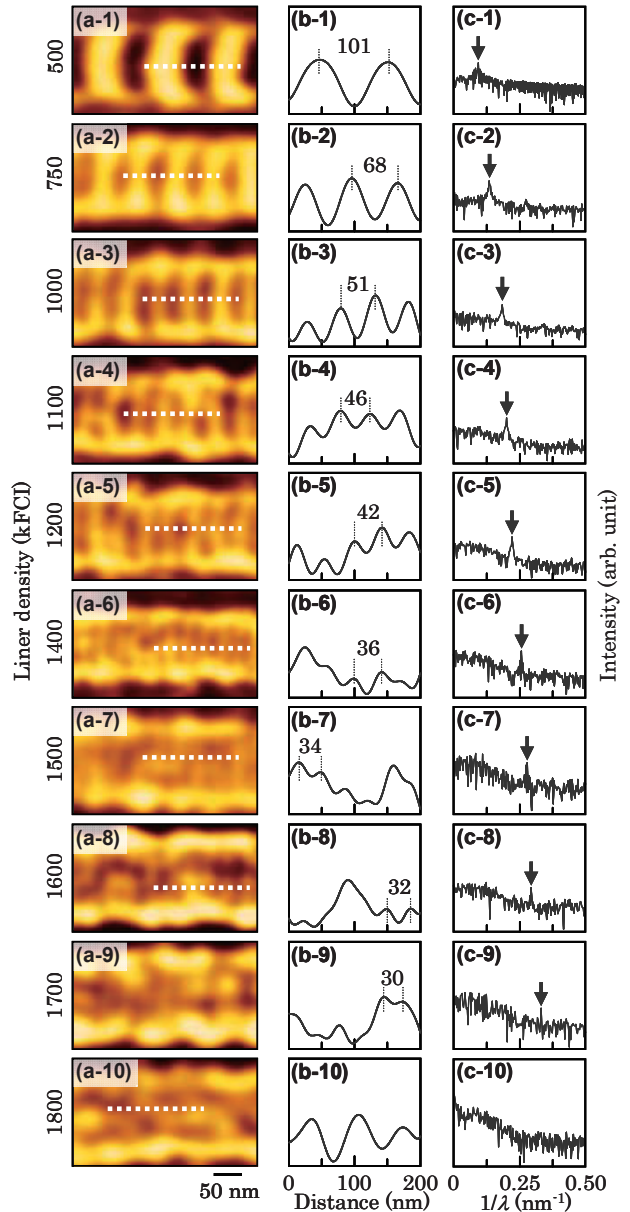 (a-1) (b-1) (c-1)
500
101
(a-2) (b-2) (c-2)
750
68
(a-3) (b-3) (c-3)
1000
51
(a-4) (b-4) (c-4)
1100
46
(a-5) (b-5) (c-5)
1200
42
(a-6) (b-6) (c-6)
1400
36
(a-7) (b-7) (c-7)
1500
34
(a-8) (b-8) (c-8)
1600
32
(a-9) (b-9) (c-9)
1700
30
(a-10) (b-10) (c-10)
1800
Liner density (kFCI)
Intensity (arb. unit)
50 nm
0 100 200
Distance (nm)
0 0.25 0.50
1/λ (nm⁻¹)